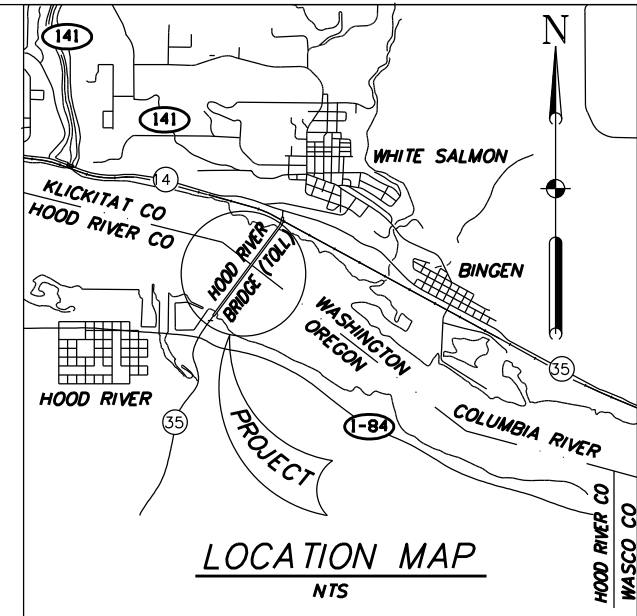 141
N
141
WHITE SALMON
14
KLICKITAT CO
HOOD RIVER CO
HOOD RIVER
BRIDGE (TOLL)
BINGEN
WASHINGTON
OREGON
35
HOOD RIVER
35
I-84
COLUMBIA RIVER
PROJECT
HOOD RIVER CO
WASCO CO
LOCATION MAP
NTS